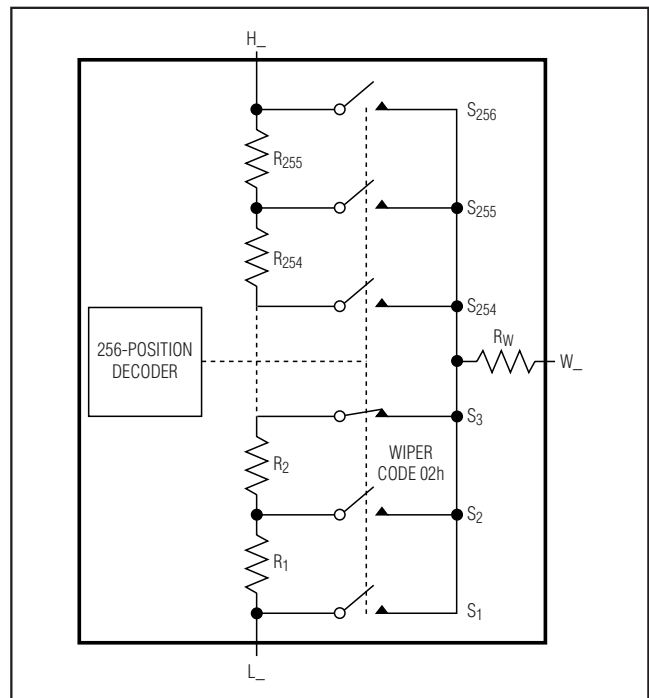 H_
S256
R255
S255
R254
S254
256-POSITION
DECODER
RW
W_
S3
R2
WIPER
CODE 02h
S2
R1
S1
L_